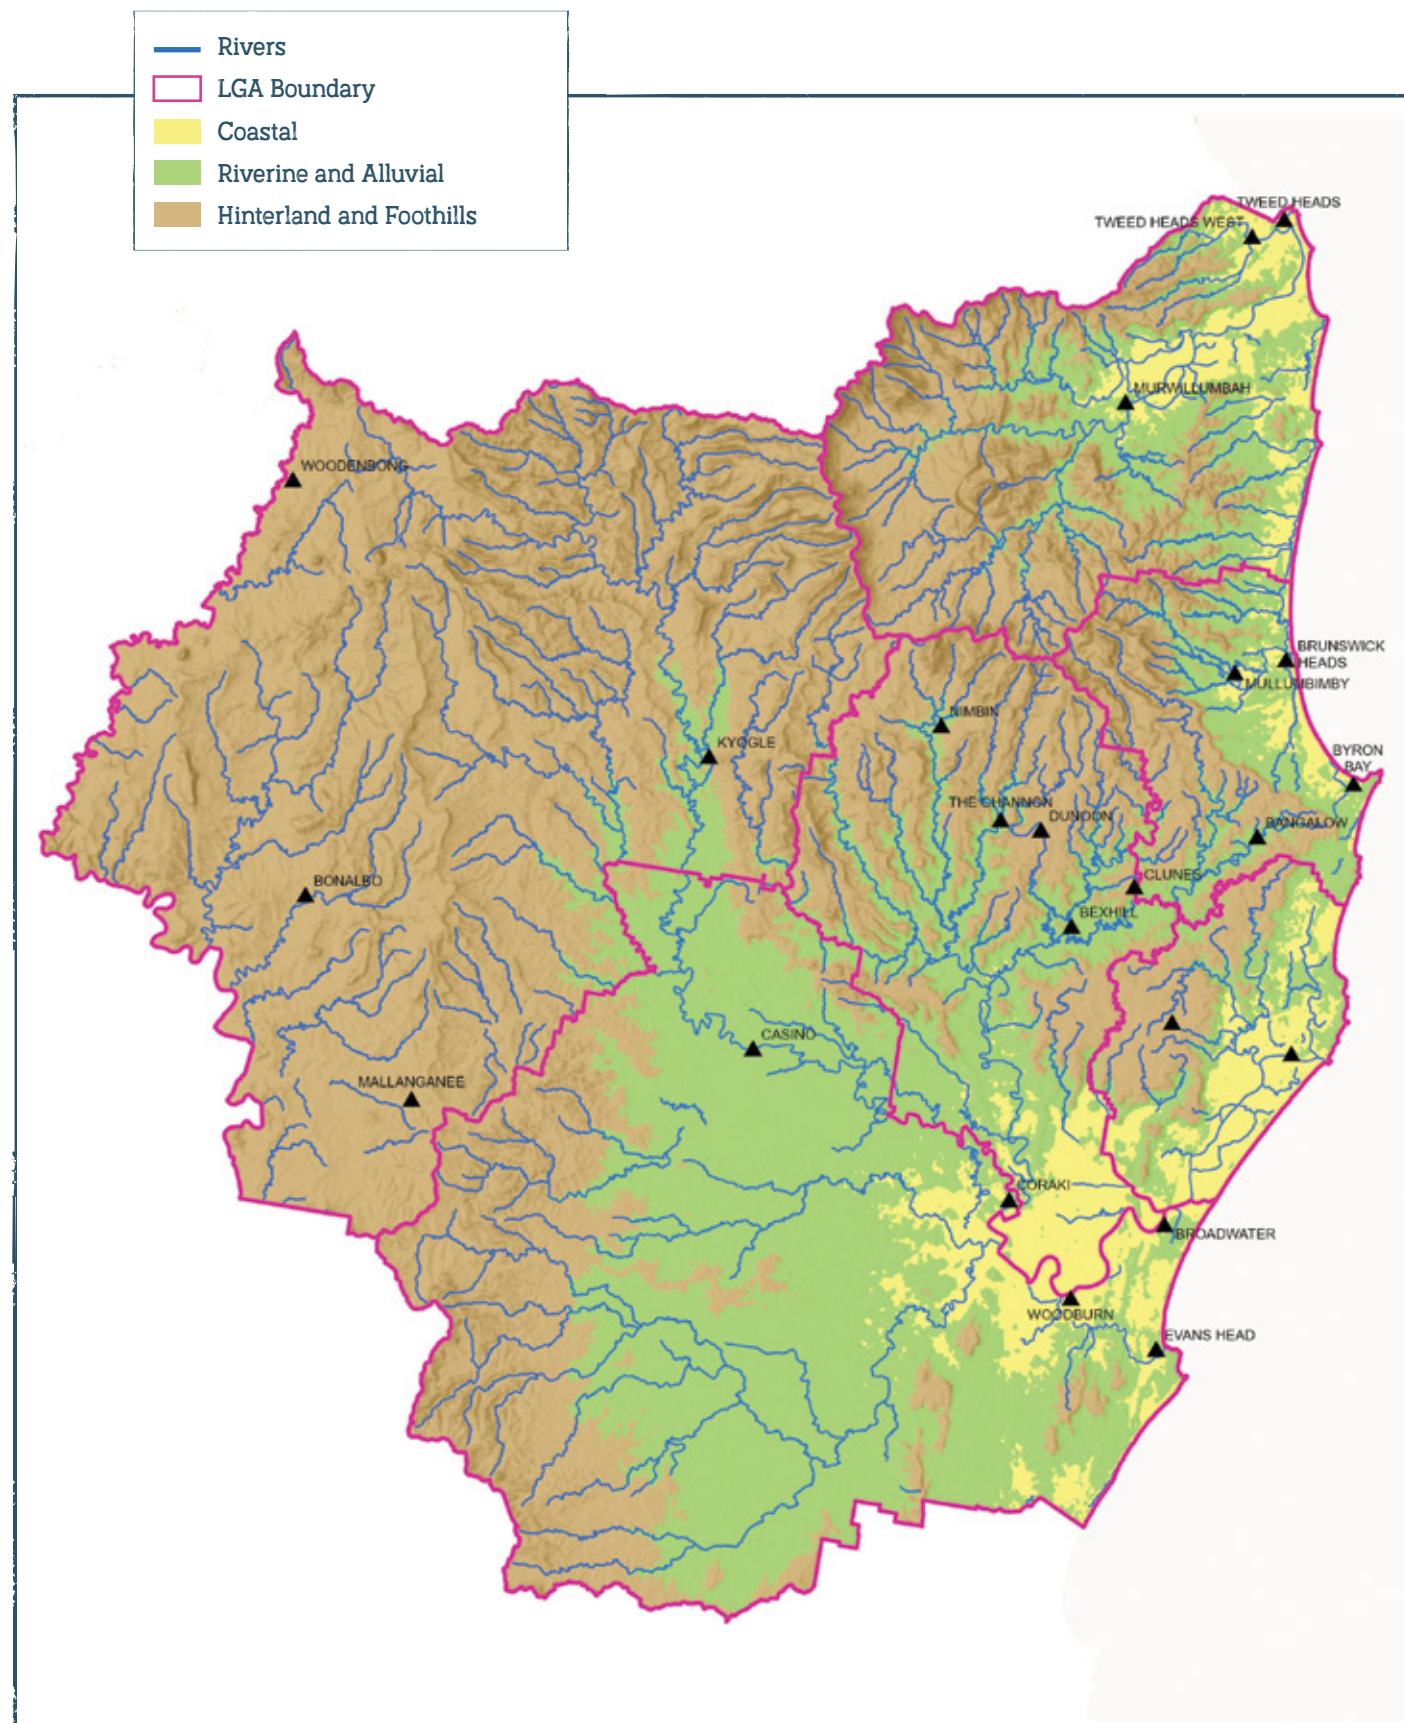 Rivers
LGA Boundary
Coastal
Riverine and Alluvial
Hinterland and Foothills
TWEED HEADS
TWEED HEADS WEST
MURWILLUMBAH
WOODENBONG
BRUNSWICK
HEADS
MULLUMBIMBY
NIMBIN
KYOGLE
BYRON
BAY
THE CHANNON
DUNOON
BANGALOW
CLUNES
BONALBO
BEXHILL
CASINO
MALLANGANEE
CORAKI
BROADWATER
WOODBURN
EVANS HEAD